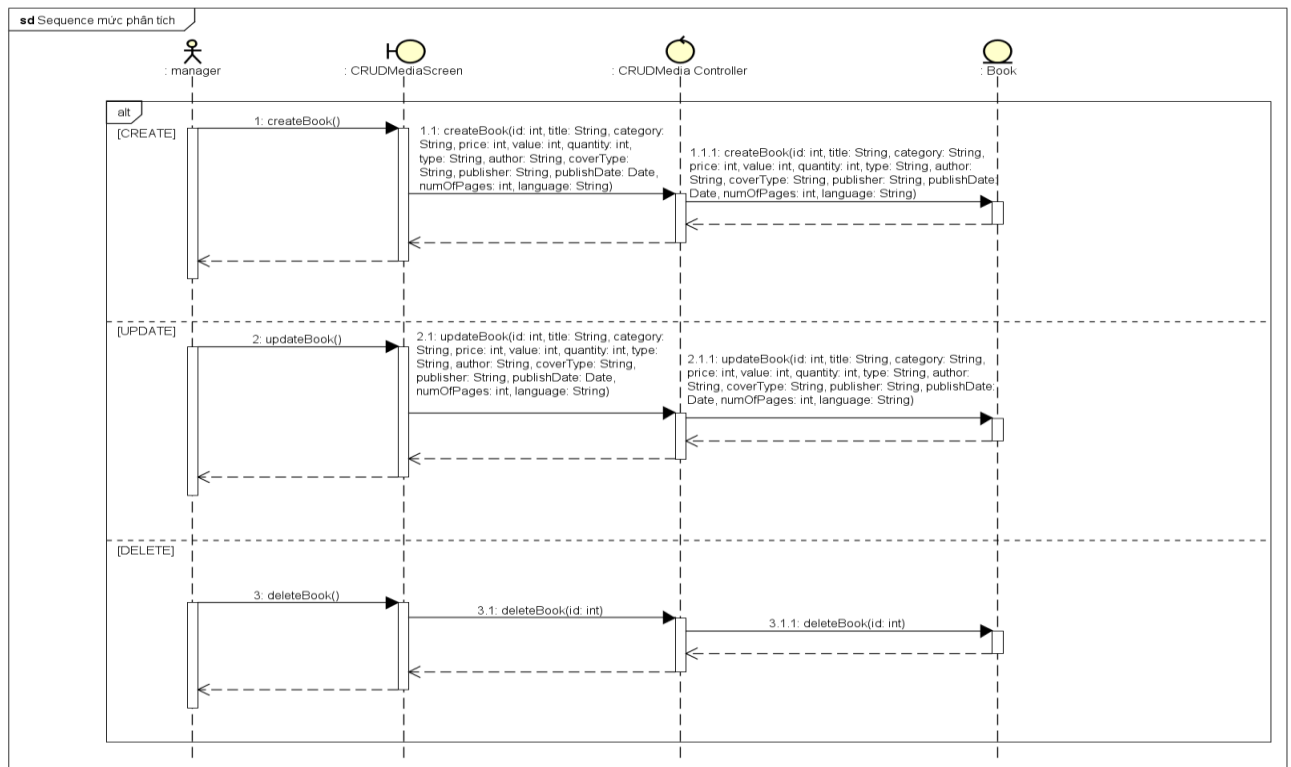 sd Sequence mức phân tích
: manager
: CRUDMediaScreen
: CRUDMedia Controller
: Book
alt
[CREATE]
1: createBook()
1.1: createBook(id: int, title: String, category:
String, price: int, value: int, quantity: int,
type: String, author: String, coverType:
String, publisher: String, publishDate: Date,
numOfPages: int, language: String)
1.1.1: createBook(id: int, title: String, category: String,
price: int, value: int, quantity: int, type: String, author:
String, coverType: String, publisher: String, publishDate:
Date, numOfPages: int, language: String)
[UPDATE]
2: updateBook()
2.1: updateBook(id: int, title: String, category:
String, price: int, value: int, quantity: int, type:
String, author: String, coverType: String,
publisher: String, publishDate: Date,
numOfPages: int, language: String)
2.1.1: updateBook(id: int, title: String, category: String,
price: int, value: int, quantity: int, type: String, author:
String, coverType: String, publisher: String, publishDate:
Date, numOfPages: int, language: String)
[DELETE]
3: deleteBook()
3.1: deleteBook(id: int)
3.1.1: deleteBook(id: int)